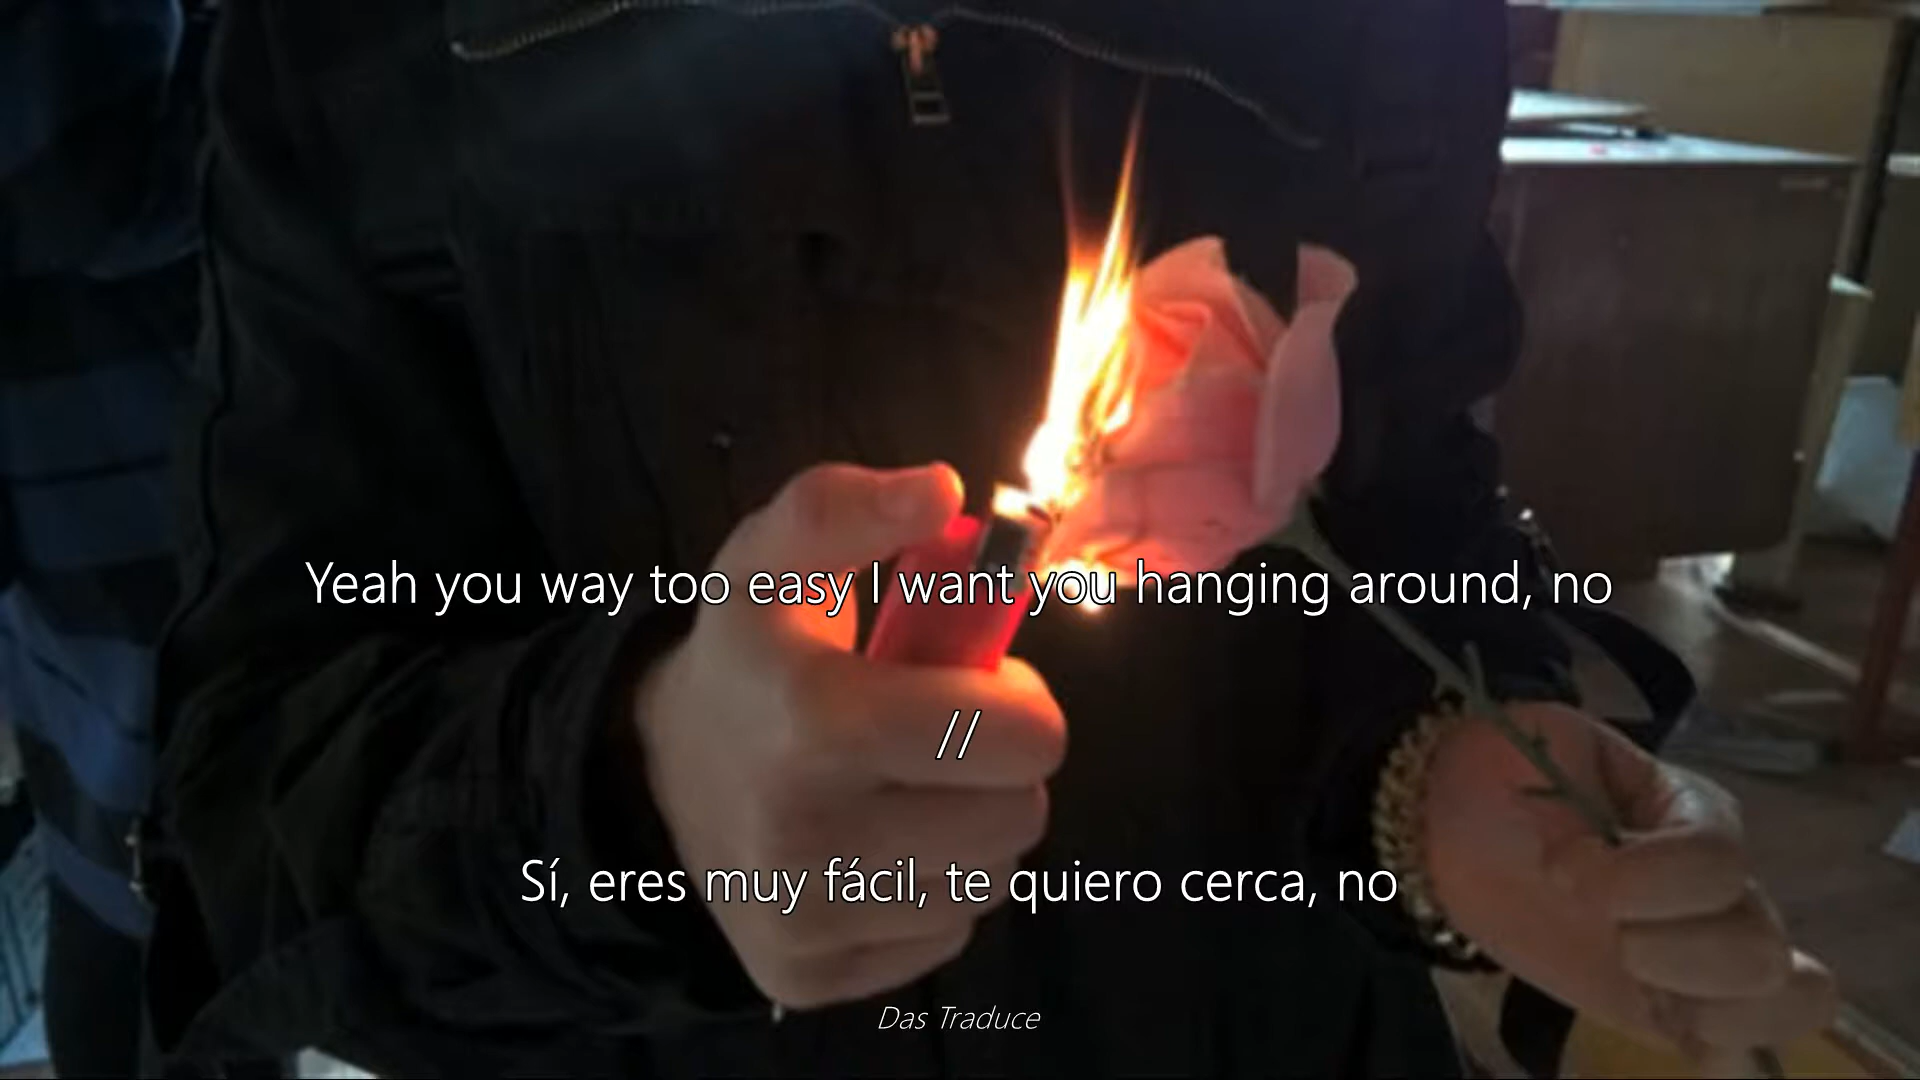 Yeah you way too easy I want you hanging around, no
//
Sí, eres muy fácil, te quiero cerca, no
Das Traduce